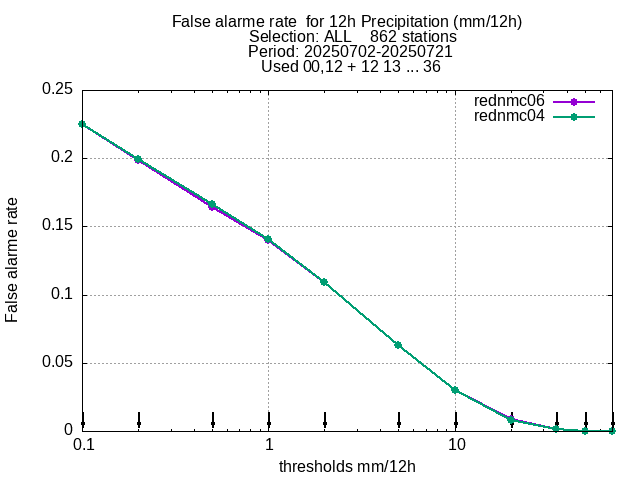 False alarme rate  for 12h Precipitation (mm/12h)
Selection: ALL    862 stations
Period: 20250702-20250721
Used 00,12 + 12 13 ... 36
rednmc06
rednmc04
0.25
0.2
0.15
0.1
0.05
0
False alarme rate
0.1 1 10
thresholds mm/12h